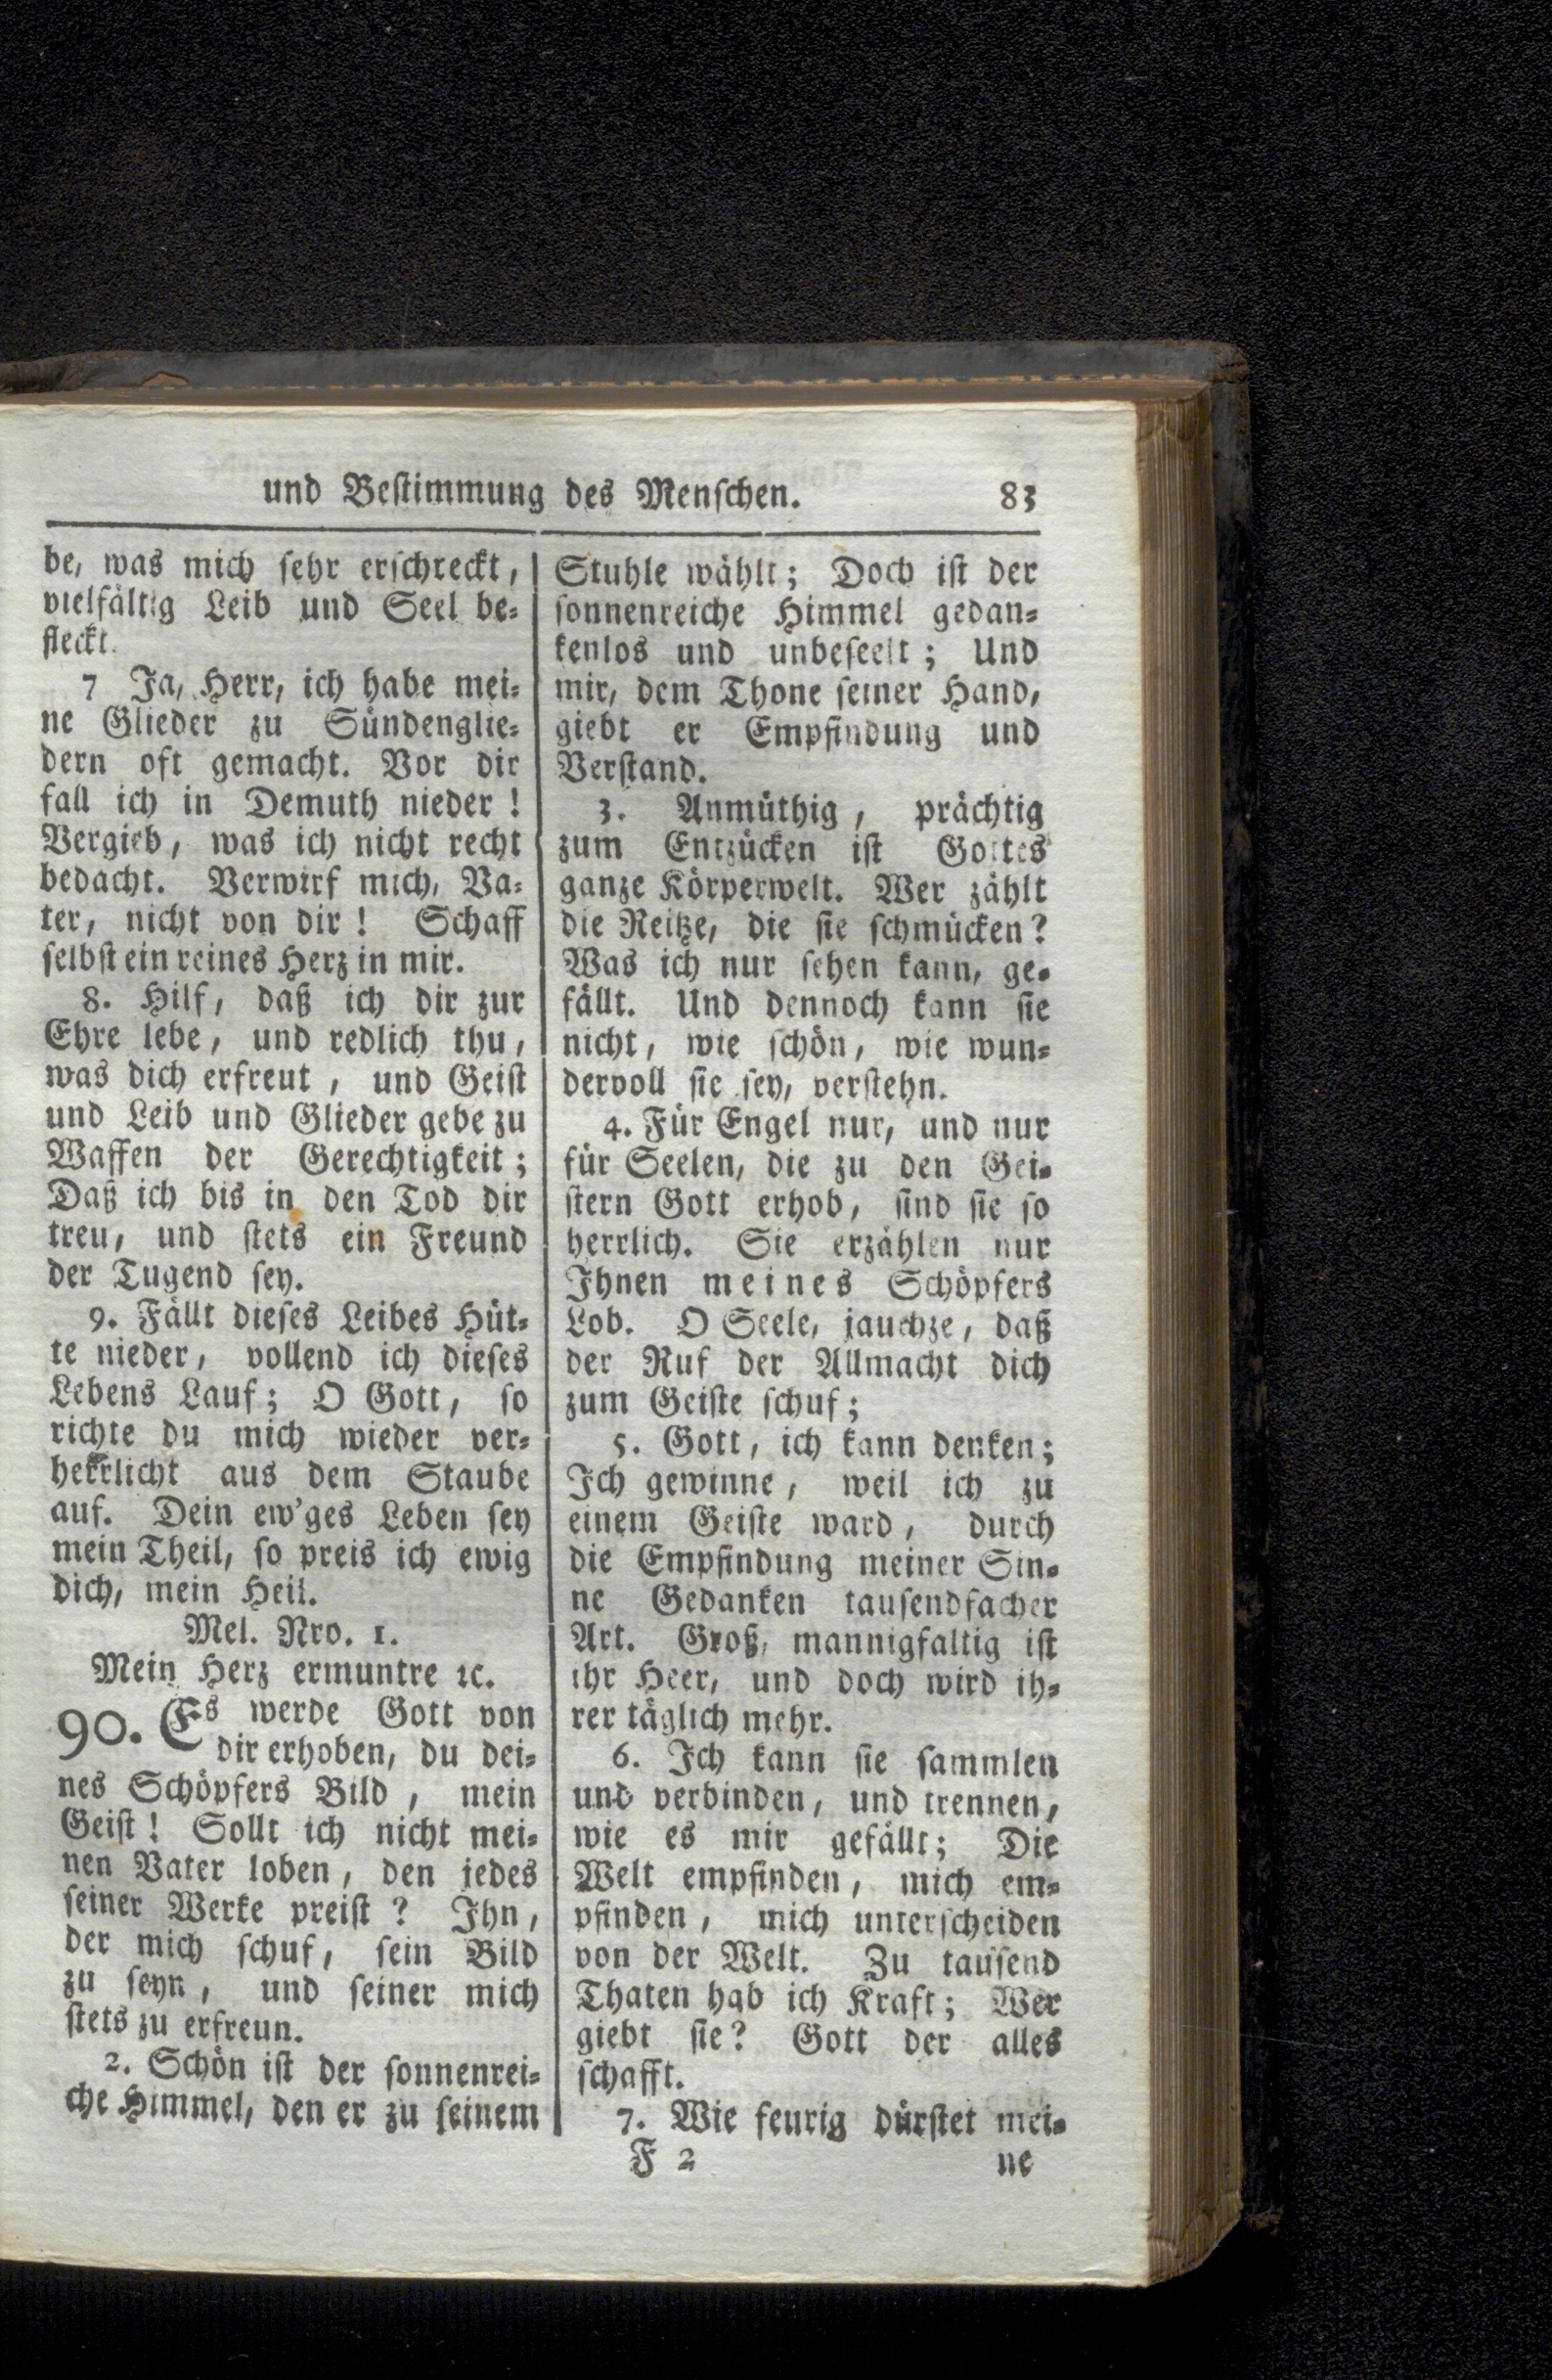 und Bestimmung des Menschen. 83
be, was mich sehr erschreckt,
vielfältig Leib und Seel be-
fleckt.
7 Ja, Herr, ich habe mei-
ne Glieder zu Sündenglie-
dern oft gemacht. Vor dir
fall ich in Demuth nieder!
Vergieb, was ich nicht recht
bedacht. Verwirf mich, Va-
ter, nicht von dir! Schaff
selbst ein reines Herz in mir.
8. Hilf, daß ich dir zur
Ehre lebe, und redlich thu,
was dich erfreut, und Geist
und Leib und Glieder gebe zu
Waffen der Gerechtigkeit;
Daß ich bis in den Tod dir
treu, und stets ein Freund
der Tugend sey.
9. Fällt dieses Leibes Hüt-
te nieder, vollend ich dieses
Lebens Lauf; O Gott, so
richte du mich wieder ver-
herrlicht aus dem Staube
auf. Dein ew'ges Leben sey
mein Theil, so preis ich ewig
dich, mein Heil.
Mel. Nro. 1.
Mein Herz ermuntre ꝛc.
90. Es werde Gott von
dir erhoben, du dei-
nes Schöpfers Bild, mein
Geist! Sollt ich nicht mei-
nen Vater loben, den jedes
seiner Werke preist? Ihn,
der mich schuf, sein Bild
zu seyn, und seiner mich
stets zu erfreun.
2. Schön ist der sonnenrei-
che Himmel, den er zu seinem
Stuhle wählt; Doch ist der
sonnenreiche Himmel gedan-
kenlos und unbeseelt; Und
mir, dem Thone seiner Hand,
giebt er Empfindung und
Verstand.
3. Anmüthig, prächtig
zum Entzücken ist Gottes
ganze Körperwelt. Wer zählt
die Reitze, die sie schmücken?
Was ich nur sehen kann, ge-
fällt. Und dennoch kann sie
nicht, wie schön, wie wun-
dervoll sie sey, verstehn.
4. Für Engel nur, und nur
für Seelen, die zu den Gei-
stern Gott erhob, sind sie so
herrlich. Sie erzählen nur
Ihnen meines Schöpfers
Lob. O Seele, jauchze, daß
der Ruf der Allmacht dich
zum Geiste schuf;
5. Gott, ich kann denken;
Ich gewinne, weil ich zu
einem Geiste ward, durch
die Empfindung meiner Sin-
ne Gedanken tausendfacher
Art. Groß, mannigfaltig ist
ihr Heer, und doch wird ih-
rer täglich mehr.
6. Ich kann sie sammlen
und verbinden, und trennen,
wie es mir gefällt; Die
Welt empfinden, mich em-
pfinden, mich unterscheiden
von der Welt. Zu tausend
Thaten hab ich Kraft; Wer
giebt sie? Gott der alles
schafft.
7. Wie feurig dürstet mei-
F 2 ne